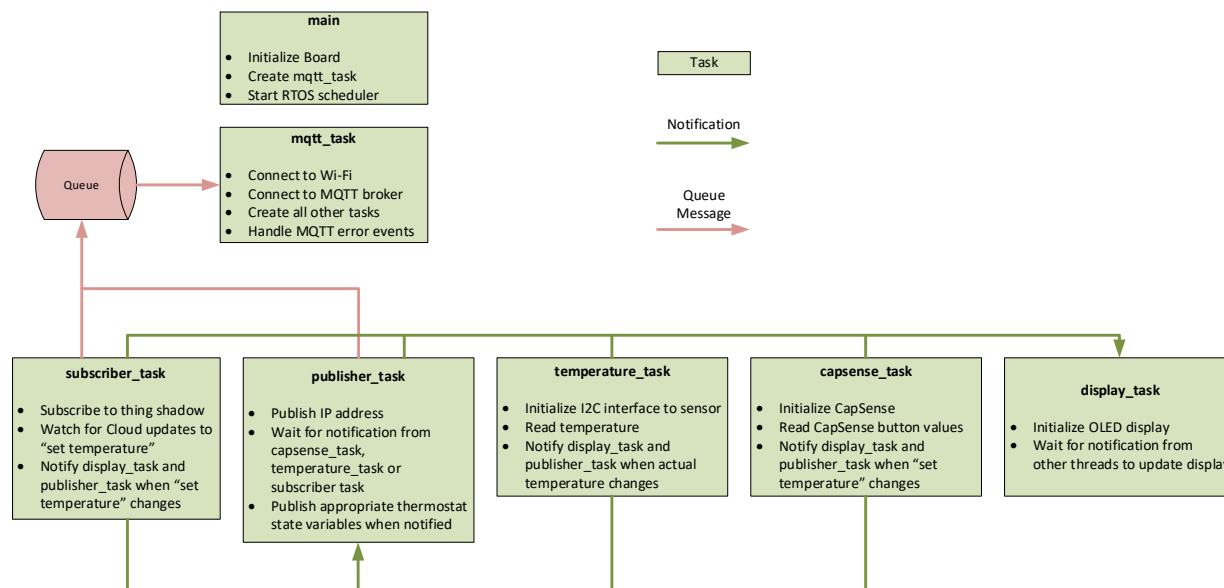 main
• Initialize Board
• Create mqtt_task
• Start RTOS scheduler
Task
Notification
Queue
Message
Queue
mqtt_task
• Connect to Wi-Fi
• Connect to MQTT broker
• Create all other tasks
• Handle MQTT error events
subscriber_task
• Subscribe to thing shadow
• Watch for Cloud updates to
"set temperature"
• Notify display_task and
publisher_task when "set
temperature" changes
publisher_task
• Publish IP address
• Wait for notification from
capsense_task,
temperature_task or
subscriber task
• Publish appropriate thermostat
state variables when notified
temperature_task
• Initialize I2C interface to sensor
• Read temperature
• Notify display_task and
publisher_task when actual
temperature changes
capsense_task
• Initialize CapSense
• Read CapSense button values
• Notify display_task and
publisher_task when "set
temperature" changes
display_task
• Initialize OLED display
• Wait for notification from
other threads to update display